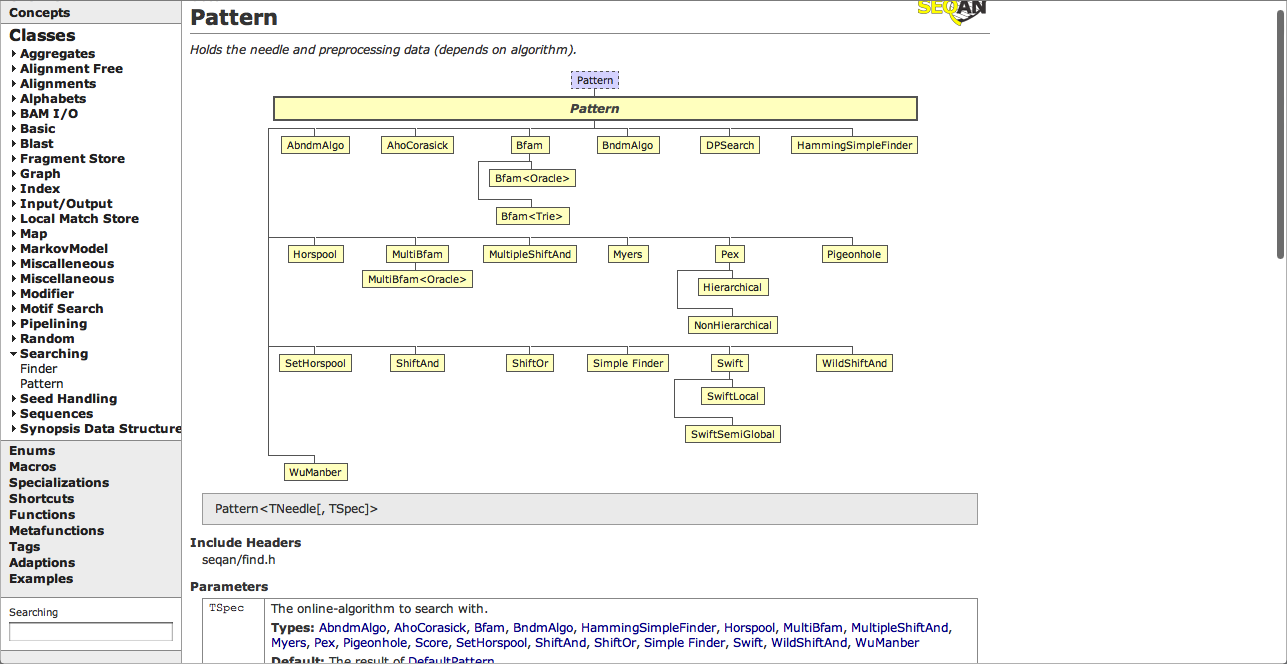 Concepts
Classes
Aggregates
Alignment Free
Alignments
Alphabets
BAM I/O
Basic
Blast
Fragment Store
Graph
Index
Input/Output
Local Match Store
Map
MarkovModel
Miscalleneous
Miscellaneous
Modifier
Motif Search
Pipelining
Random
Searching
Finder
Pattern
Seed Handling
Sequences
Synopsis Data Structure
Enums
Macros
Specializations
Shortcuts
Functions
Metafunctions
Tags
Adaptions
Examples
Searching
Pattern
SEQAN
Holds the needle and preprocessing data (depends on algorithm).
Pattern
Pattern
AbndmAlgo AhoCorasick Bfam BndmAlgo DPSearch HammingSimpleFinder
Bfam<Oracle>
Bfam<Trie>
Horspool MultiBfam MultipleShiftAnd Myers Pex Pigeonhole
MultiBfam<Oracle>
Hierarchical
NonHierarchical
SetHorspool ShiftAnd ShiftOr Simple Finder Swift WildShiftAnd
SwiftLocal
SwiftSemiGlobal
WuManber
Pattern<TNeedle[, TSpec]>
Include Headers
seqan/find.h
Parameters
TSpec The online-algorithm to search with.
Types: AbndmAlgo, AhoCorasick, Bfam, BndmAlgo, HammingSimpleFinder, Horspool, MultiBfam, MultipleShiftAnd,
Myers, Pex, Pigeonhole, Score, SetHorspool, ShiftAnd, ShiftOr, Simple Finder, Swift, WildShiftAnd, WuManber
Default: The result of DefaultPattern